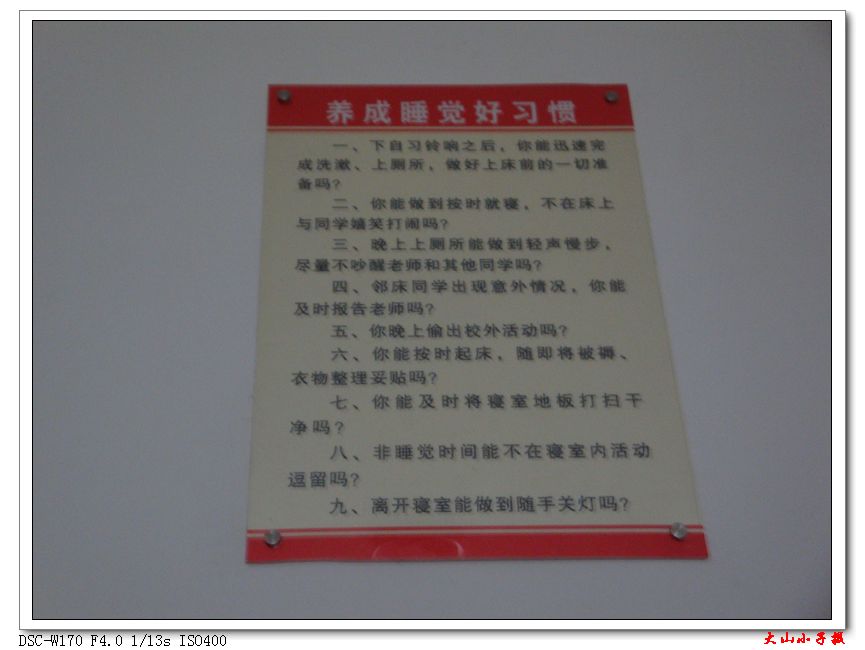 养成睡觉好习惯
一、下自习铃响之后，你能迅速完
成洗漱、上厕所，做好上床前的一切准
备吗？
二、你能做到按时就寝，不在床上
与同学嬉笑打闹吗？
三、晚上上厕所能做到轻声慢步，
尽量不吵醒老师和其他同学吗？
四、邻床同学出现意外情况，你能
及时报告老师吗？
五、你晚上偷出校外活动吗？
六、你能按时起床，随即将被褥、
衣物整理妥贴吗？
七、你能及时将寝室地板打扫干
净吗？
八、非睡觉时间能不在寝室内活动
逗留吗？
九、离开寝室能做到随手关灯吗？
DSC-W170 F4.0 1/13s ISO400
大山小子摄